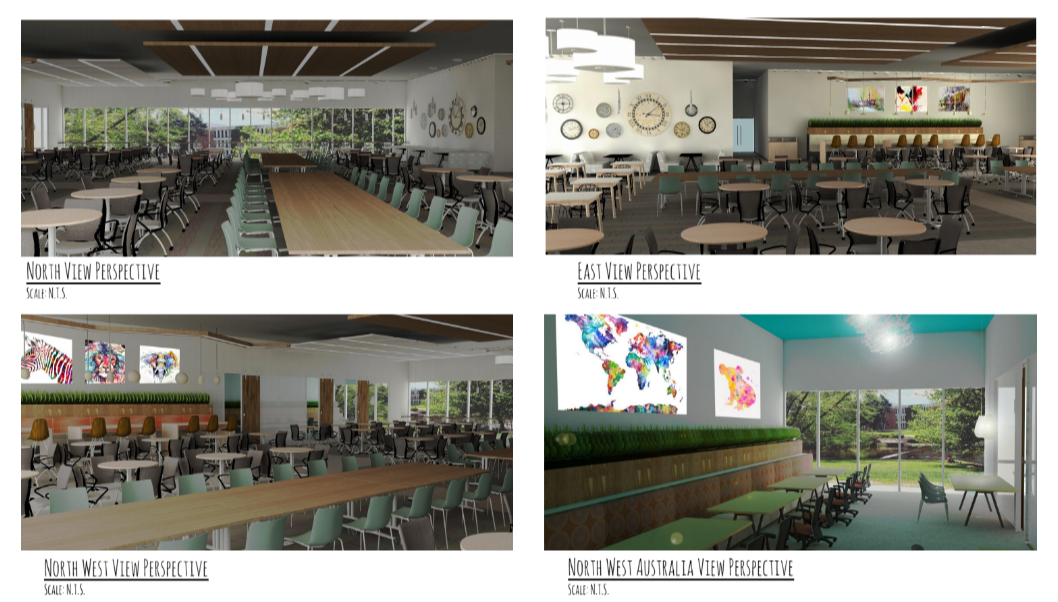 North View Perspective
Scale: N.T.S.
East View Perspective
Scale: N.T.S.
North West View Perspective
Scale: N.T.S.
North West Australia View Perspective
Scale: N.T.S.